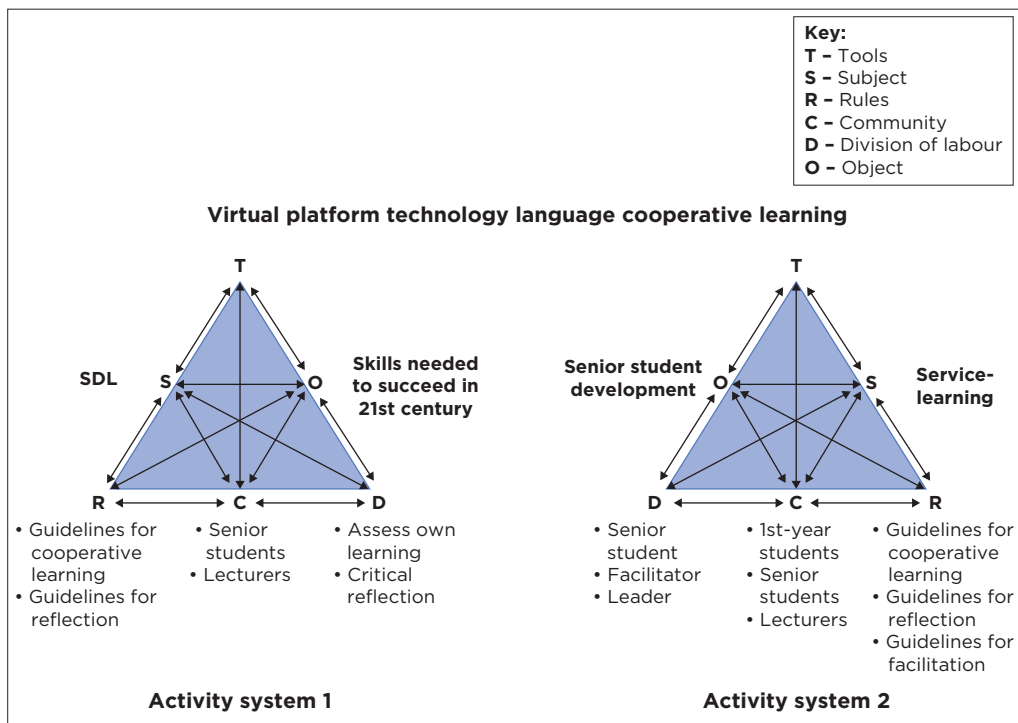 Key:
T – Tools
S – Subject
R – Rules
C – Community
D – Division of labour
O – Object
Virtual platform technology language cooperative learning
T
SDL
S
O
Skills needed
to succeed in
21st century
R
C
D
• Guidelines for
cooperative
learning
• Guidelines for
reflection
• Senior
students
• Lecturers
• Assess own
learning
• Critical
reflection
Activity system 1
T
Senior student
development
O
S
Service-
learning
D
C
R
• Senior
student
• Facilitator
• Leader
• 1st-year
students
• Senior
students
• Lecturers
• Guidelines for
cooperative
learning
• Guidelines for
reflection
• Guidelines for
facilitation
Activity system 2